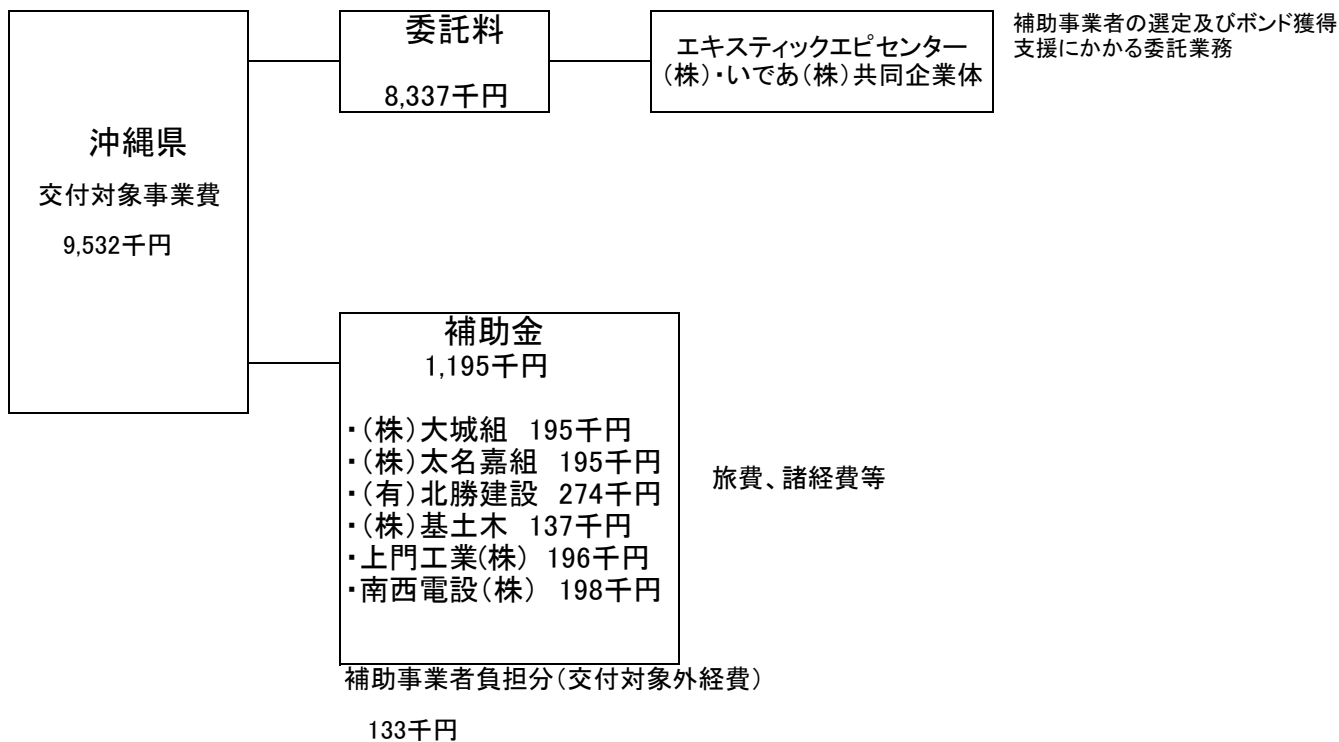 沖縄県
交付対象事業費
9,532千円
委託料
8,337千円
エキスティックエピセンター
(株)・いであ(株)共同企業体
補助事業者の選定及びボンド獲得
支援にかかる委託業務
補助金
1,195千円
・(株)大城組 195千円
・(株)太名嘉組 195千円
・(有)北勝建設 274千円
・(株)基土木 137千円
・上門工業(株) 196千円
・南西電設(株) 198千円
旅費、諸経費等
補助事業者負担分(交付対象外経費)
133千円